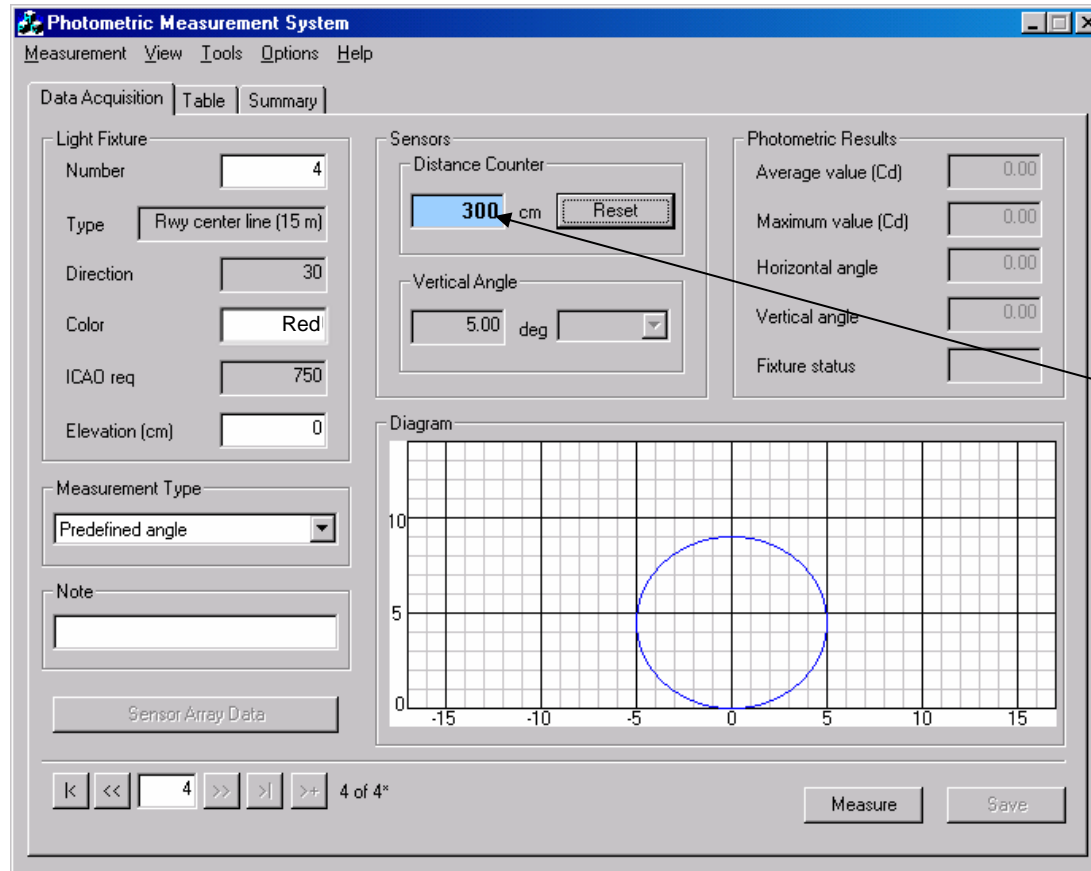 Photometric Measurement System
Measurement View Tools Options Help
Data Acquisition Table Summary
Light Fixture
Number 4
Type Rwy center line (15 m)
Direction 30
Color Red
ICAO req 750
Elevation (cm) 0
Measurement Type
Predefined angle
Note
Sensor Array Data
Sensors
Distance Counter
300 cm Reset
Vertical Angle
5.00 deg
Photometric Results
Average value (Cd) 0.00
Maximum value (Cd) 0.00
Horizontal angle 0.00
Vertical angle 0.00
Fixture status
Diagram
10
5
0
-15 -10 -5 0 5 10 15
|< << 4 >> >| >+ 4 of 4*
Measure Save